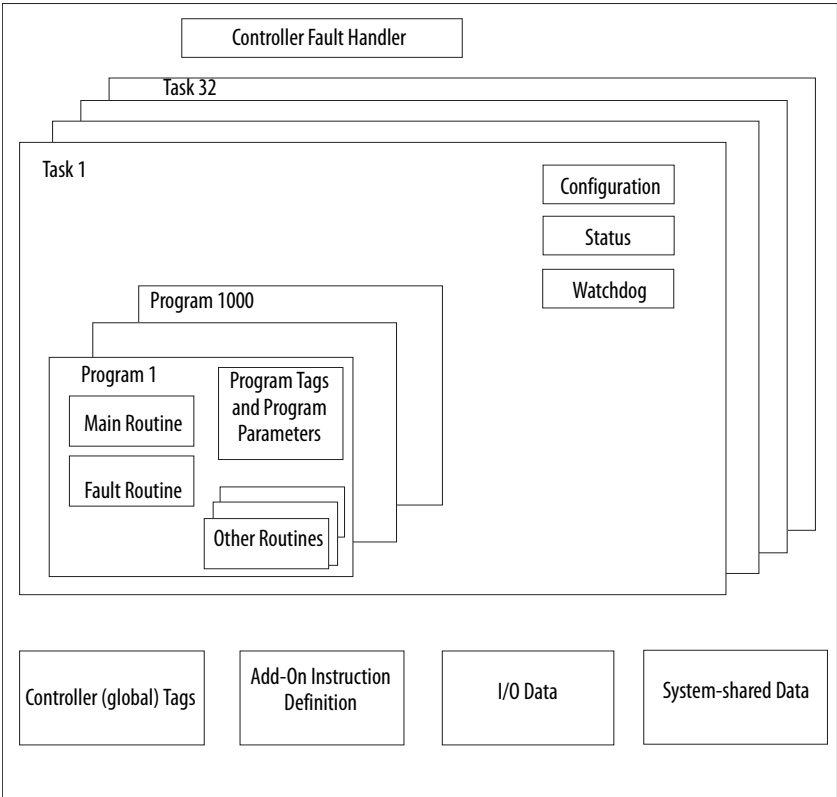 Controller Fault Handler
Task 32
Task 1
Configuration
Status
Watchdog
Program 1000
Program 1
Program Tags
and Program
Parameters
Main Routine
Fault Routine
Other Routines
Controller (global) Tags
Add-On Instruction
Definition
I/O Data
System-shared Data